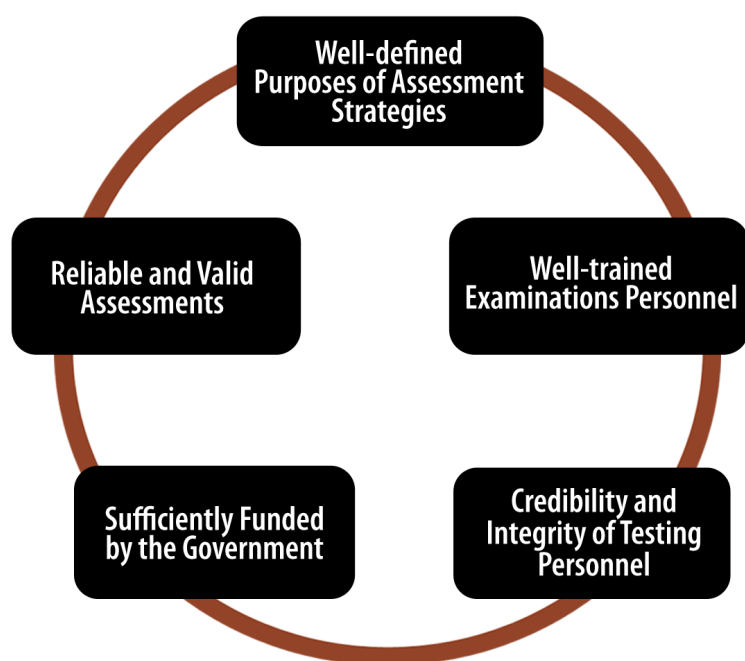 Well-defined
Purposes of Assessment
Strategies
Well-trained
Examinations Personnel
Credibility and
Integrity of Testing
Personnel
Sufficiently Funded
by the Government
Reliable and Valid
Assessments